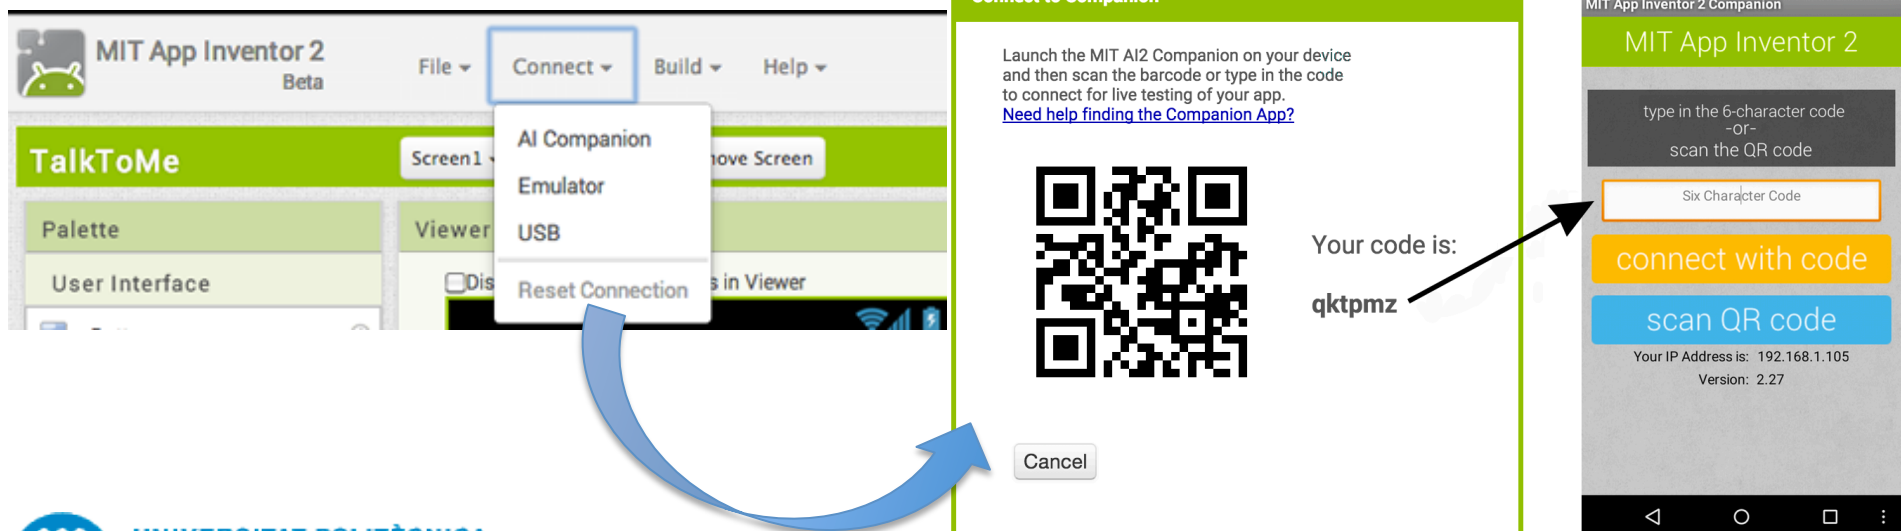 MIT App Inventor 2
Beta
File
Connect
Build
Help
AI Companion
Emulator
USB
Reset Connection
TalkToMe
Screen1
Screen
Palette
Viewer
User Interface
in Viewer
Connect to Companion
Launch the MIT AI2 Companion on your device
and then scan the barcode or type in the code
to connect for live testing of your app.
Need help finding the Companion App?
Your code is:
qktpmz
Cancel
MIT App Inventor 2 Companion
MIT App Inventor 2
type in the 6-character code
-or-
scan the QR code
Six Character Code
connect with code
scan QR code
Your IP Address is: 192.168.1.105
Version: 2.27
UNIVERSITAT POLITÈCNICA